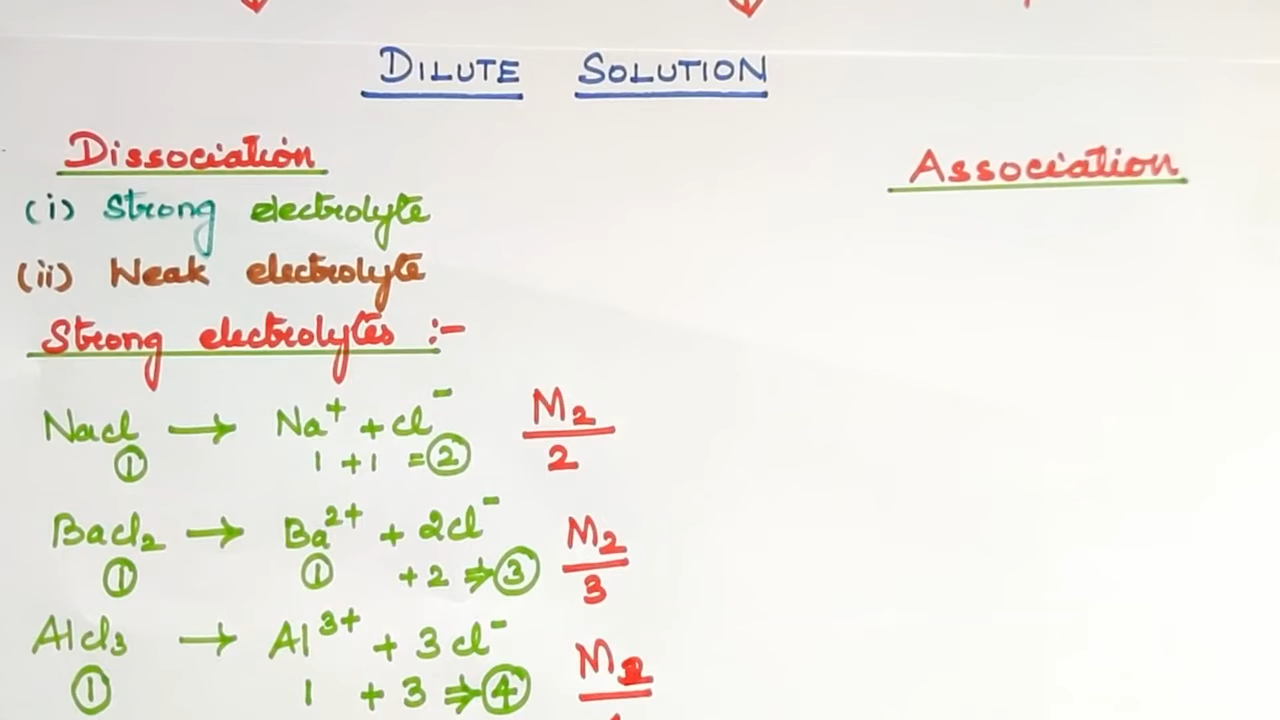 DILUTE SOLUTION
Dissociation
(i) Strong electrolyte
(ii) Weak electrolyte
Strong electrolytes :-
NaCl → Na⁺ + Cl⁻ M₂/2
① 1 + 1 = ②
BaCl₂ → Ba²⁺ + 2Cl⁻ M₂/3
① ① + 2 ⇒ ③
AlCl₃ → Al³⁺ + 3Cl⁻ M₂
① 1 + 3 ⇒ ④
Association